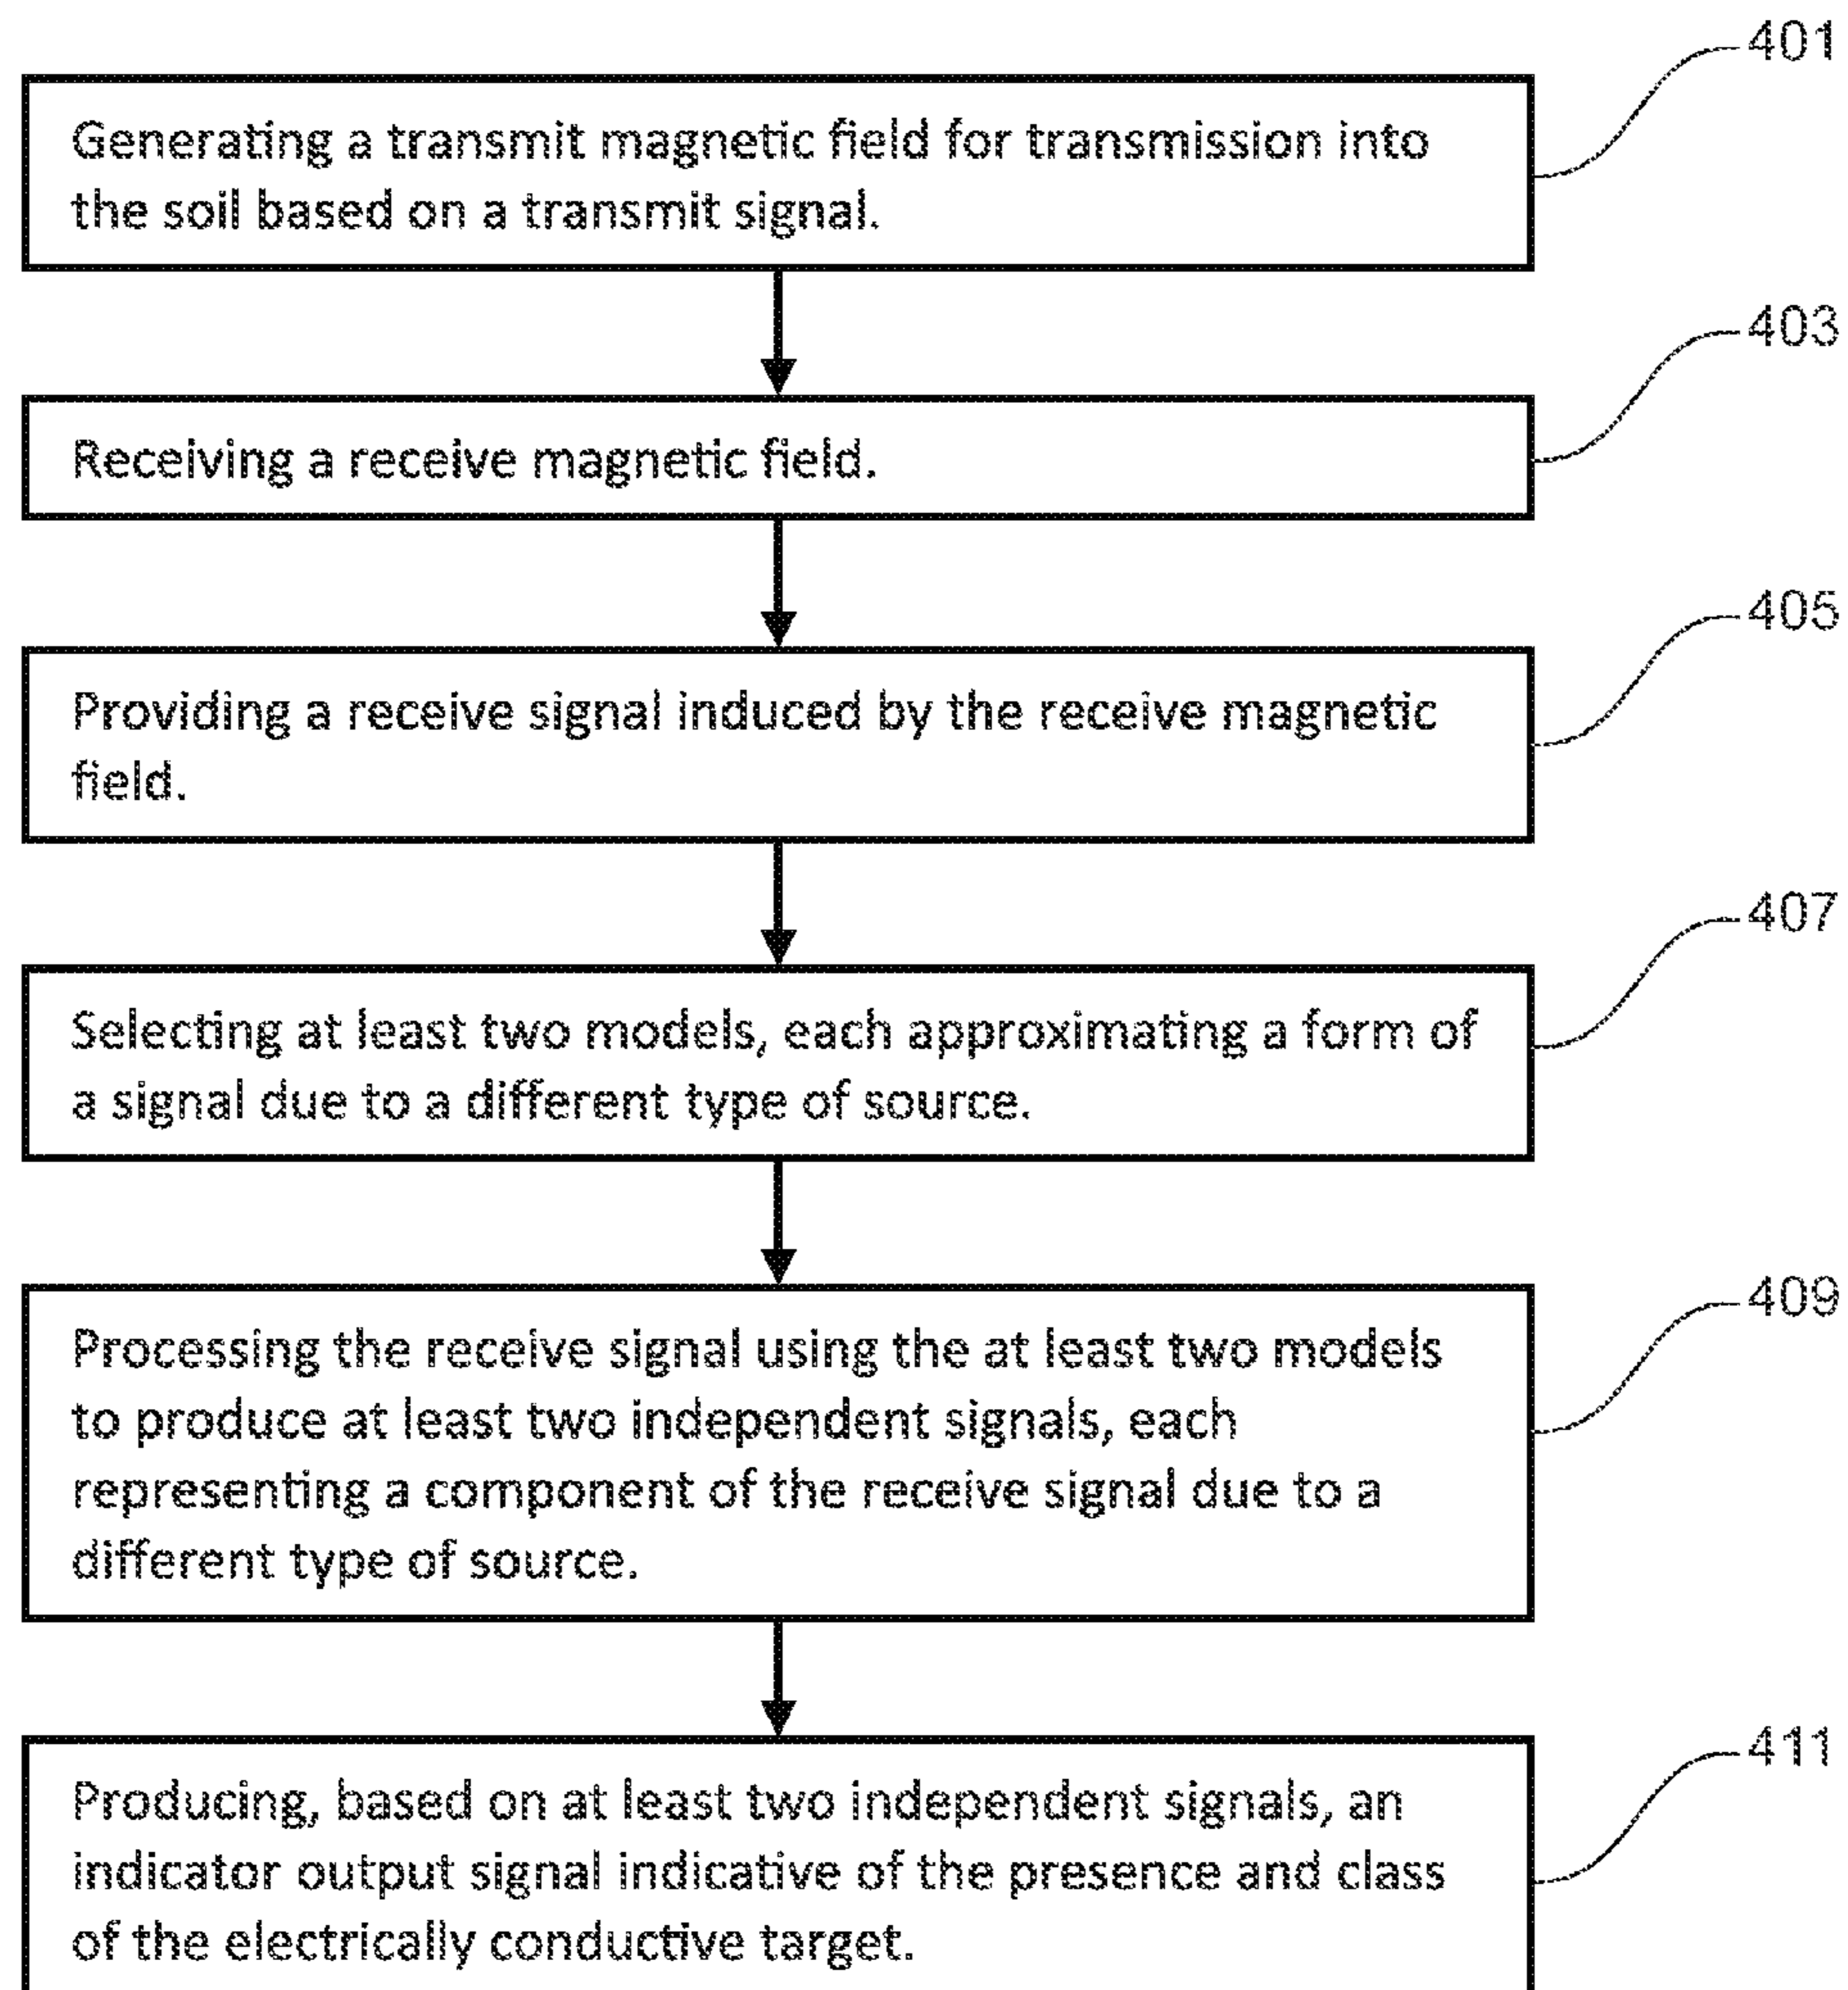 401
Generating a transmit magnetic field for transmission into
the soil based on a transmit signal.
403
Receiving a receive magnetic field.
405
Providing a receive signal induced by the receive magnetic
field.
407
Selecting at least two models, each approximating a form of
a signal due to a different type of source.
409
Processing the receive signal using the at least two models
to produce at least two independent signals, each
representing a component of the receive signal due to a
different type of source.
411
Producing, based on at least two independent signals, an
indicator output signal indicative of the presence and class
of the electrically conductive target.